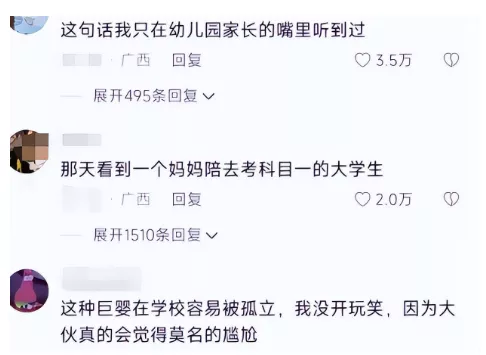 这句话我只在幼儿园家长的嘴里听到过
· 广西 回复 3.5万
展开495条回复
那天看到一个妈妈陪去考科目一的大学生
· 广西 回复 2.0万
展开1510条回复
这种巨婴在学校容易被孤立，我没开玩笑，因为大
伙真的会觉得莫名的尴尬